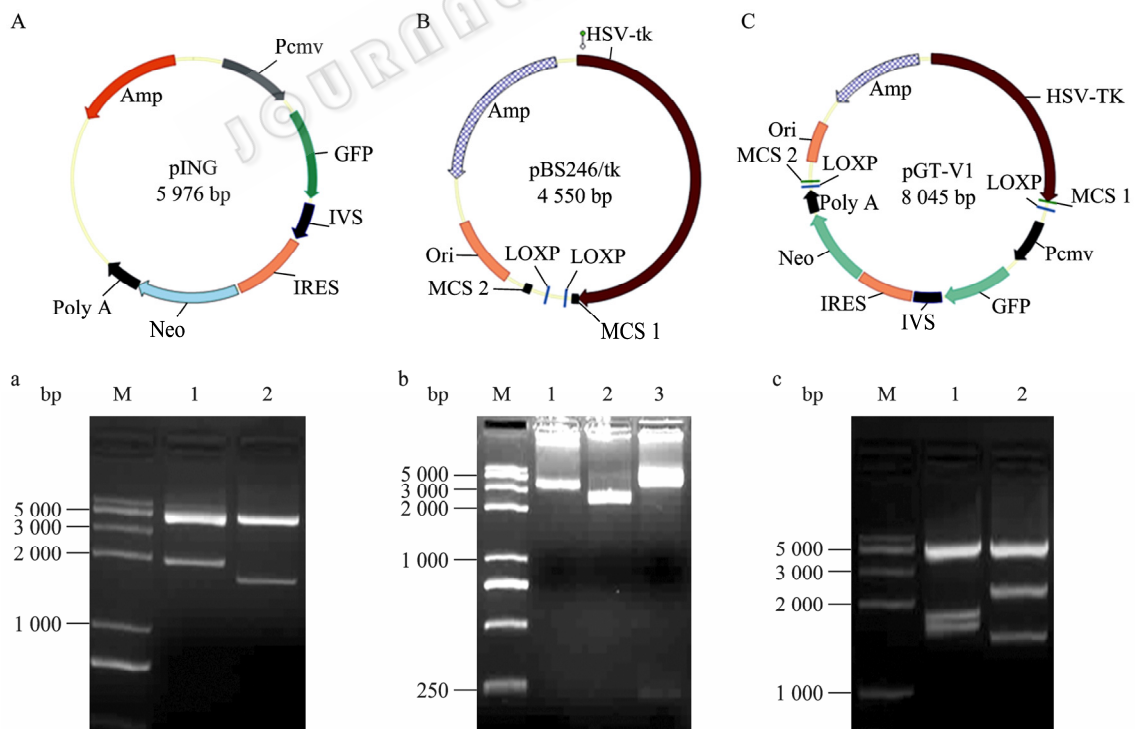 A
B
C
JOURNA
Pcmv
Amp
GFP
pING
5 976 bp
IVS
IRES
Neo
Poly A
HSV-tk
Amp
pBS246/tk
4 550 bp
Ori
LOXP
LOXP
MCS 2
MCS 1
Amp
HSV-TK
Ori
MCS 2
LOXP
pGT-V1
8 045 bp
LOXP
MCS 1
Poly A
Pcmv
Neo
IRES
IVS
GFP
a
bp M 1 2
5 000
3 000
2 000
1 000
b
bp M 1 2 3
5 000
3 000
2 000
1 000
250
c
bp M 1 2
5 000
3 000
2 000
1 000